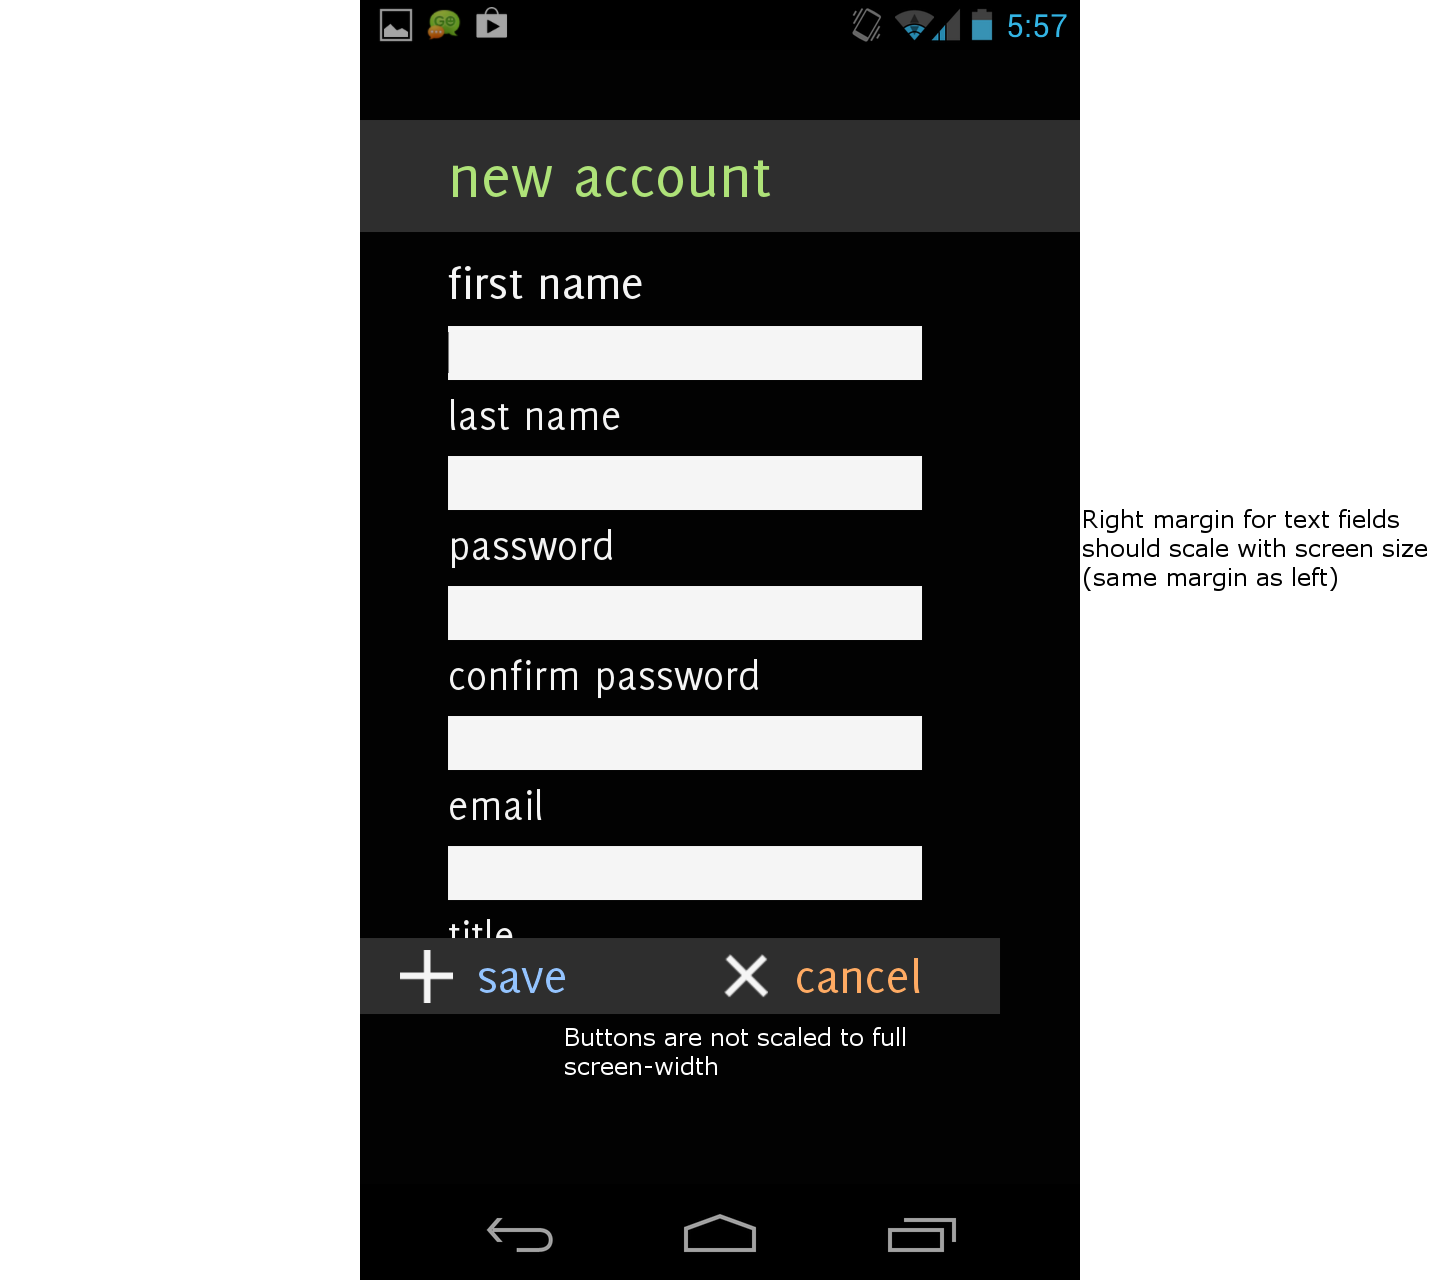 GO
5:57
new account
first name
last name
password
Right margin for text fields
should scale with screen size
(same margin as left)
confirm password
email
title
save
cancel
Buttons are not scaled to full
screen-width